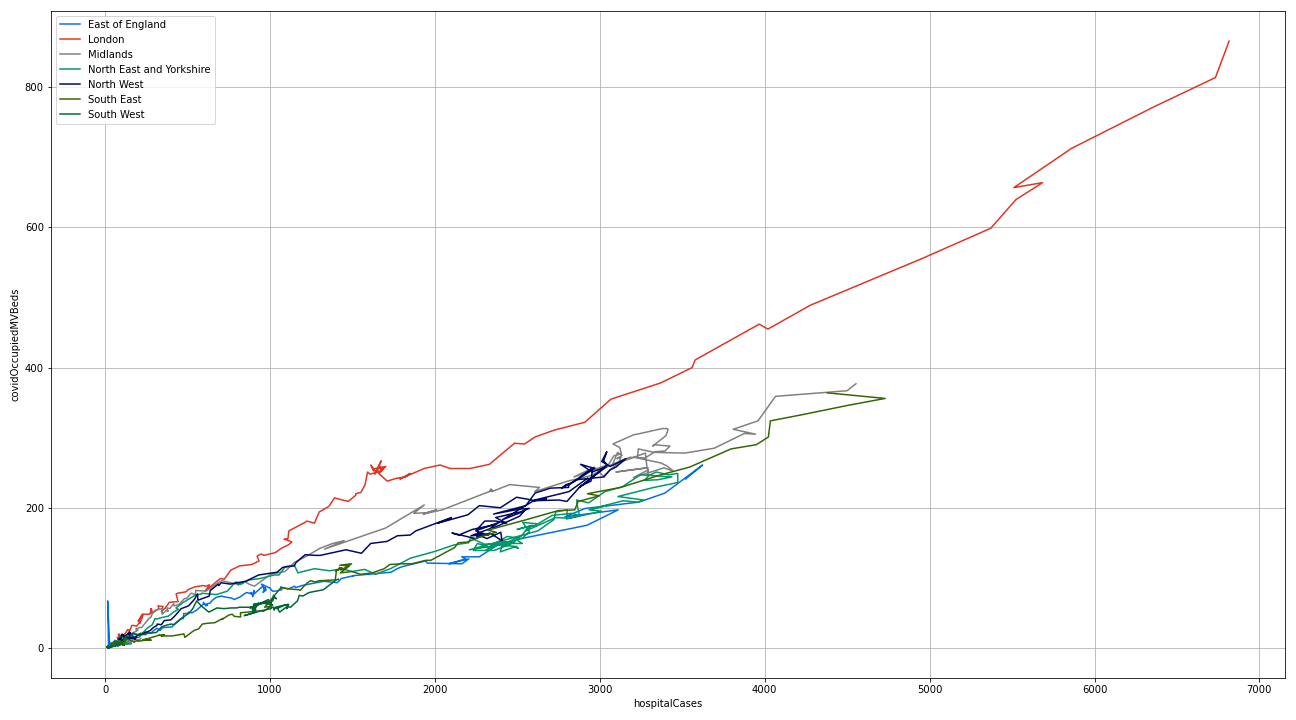 East of England
London
Midlands
North East and Yorkshire
North West
South East
South West
800
600
400
200
0
covidOccupiedMVBeds
0 1000 2000 3000 4000 5000 6000 7000
hospitalCases